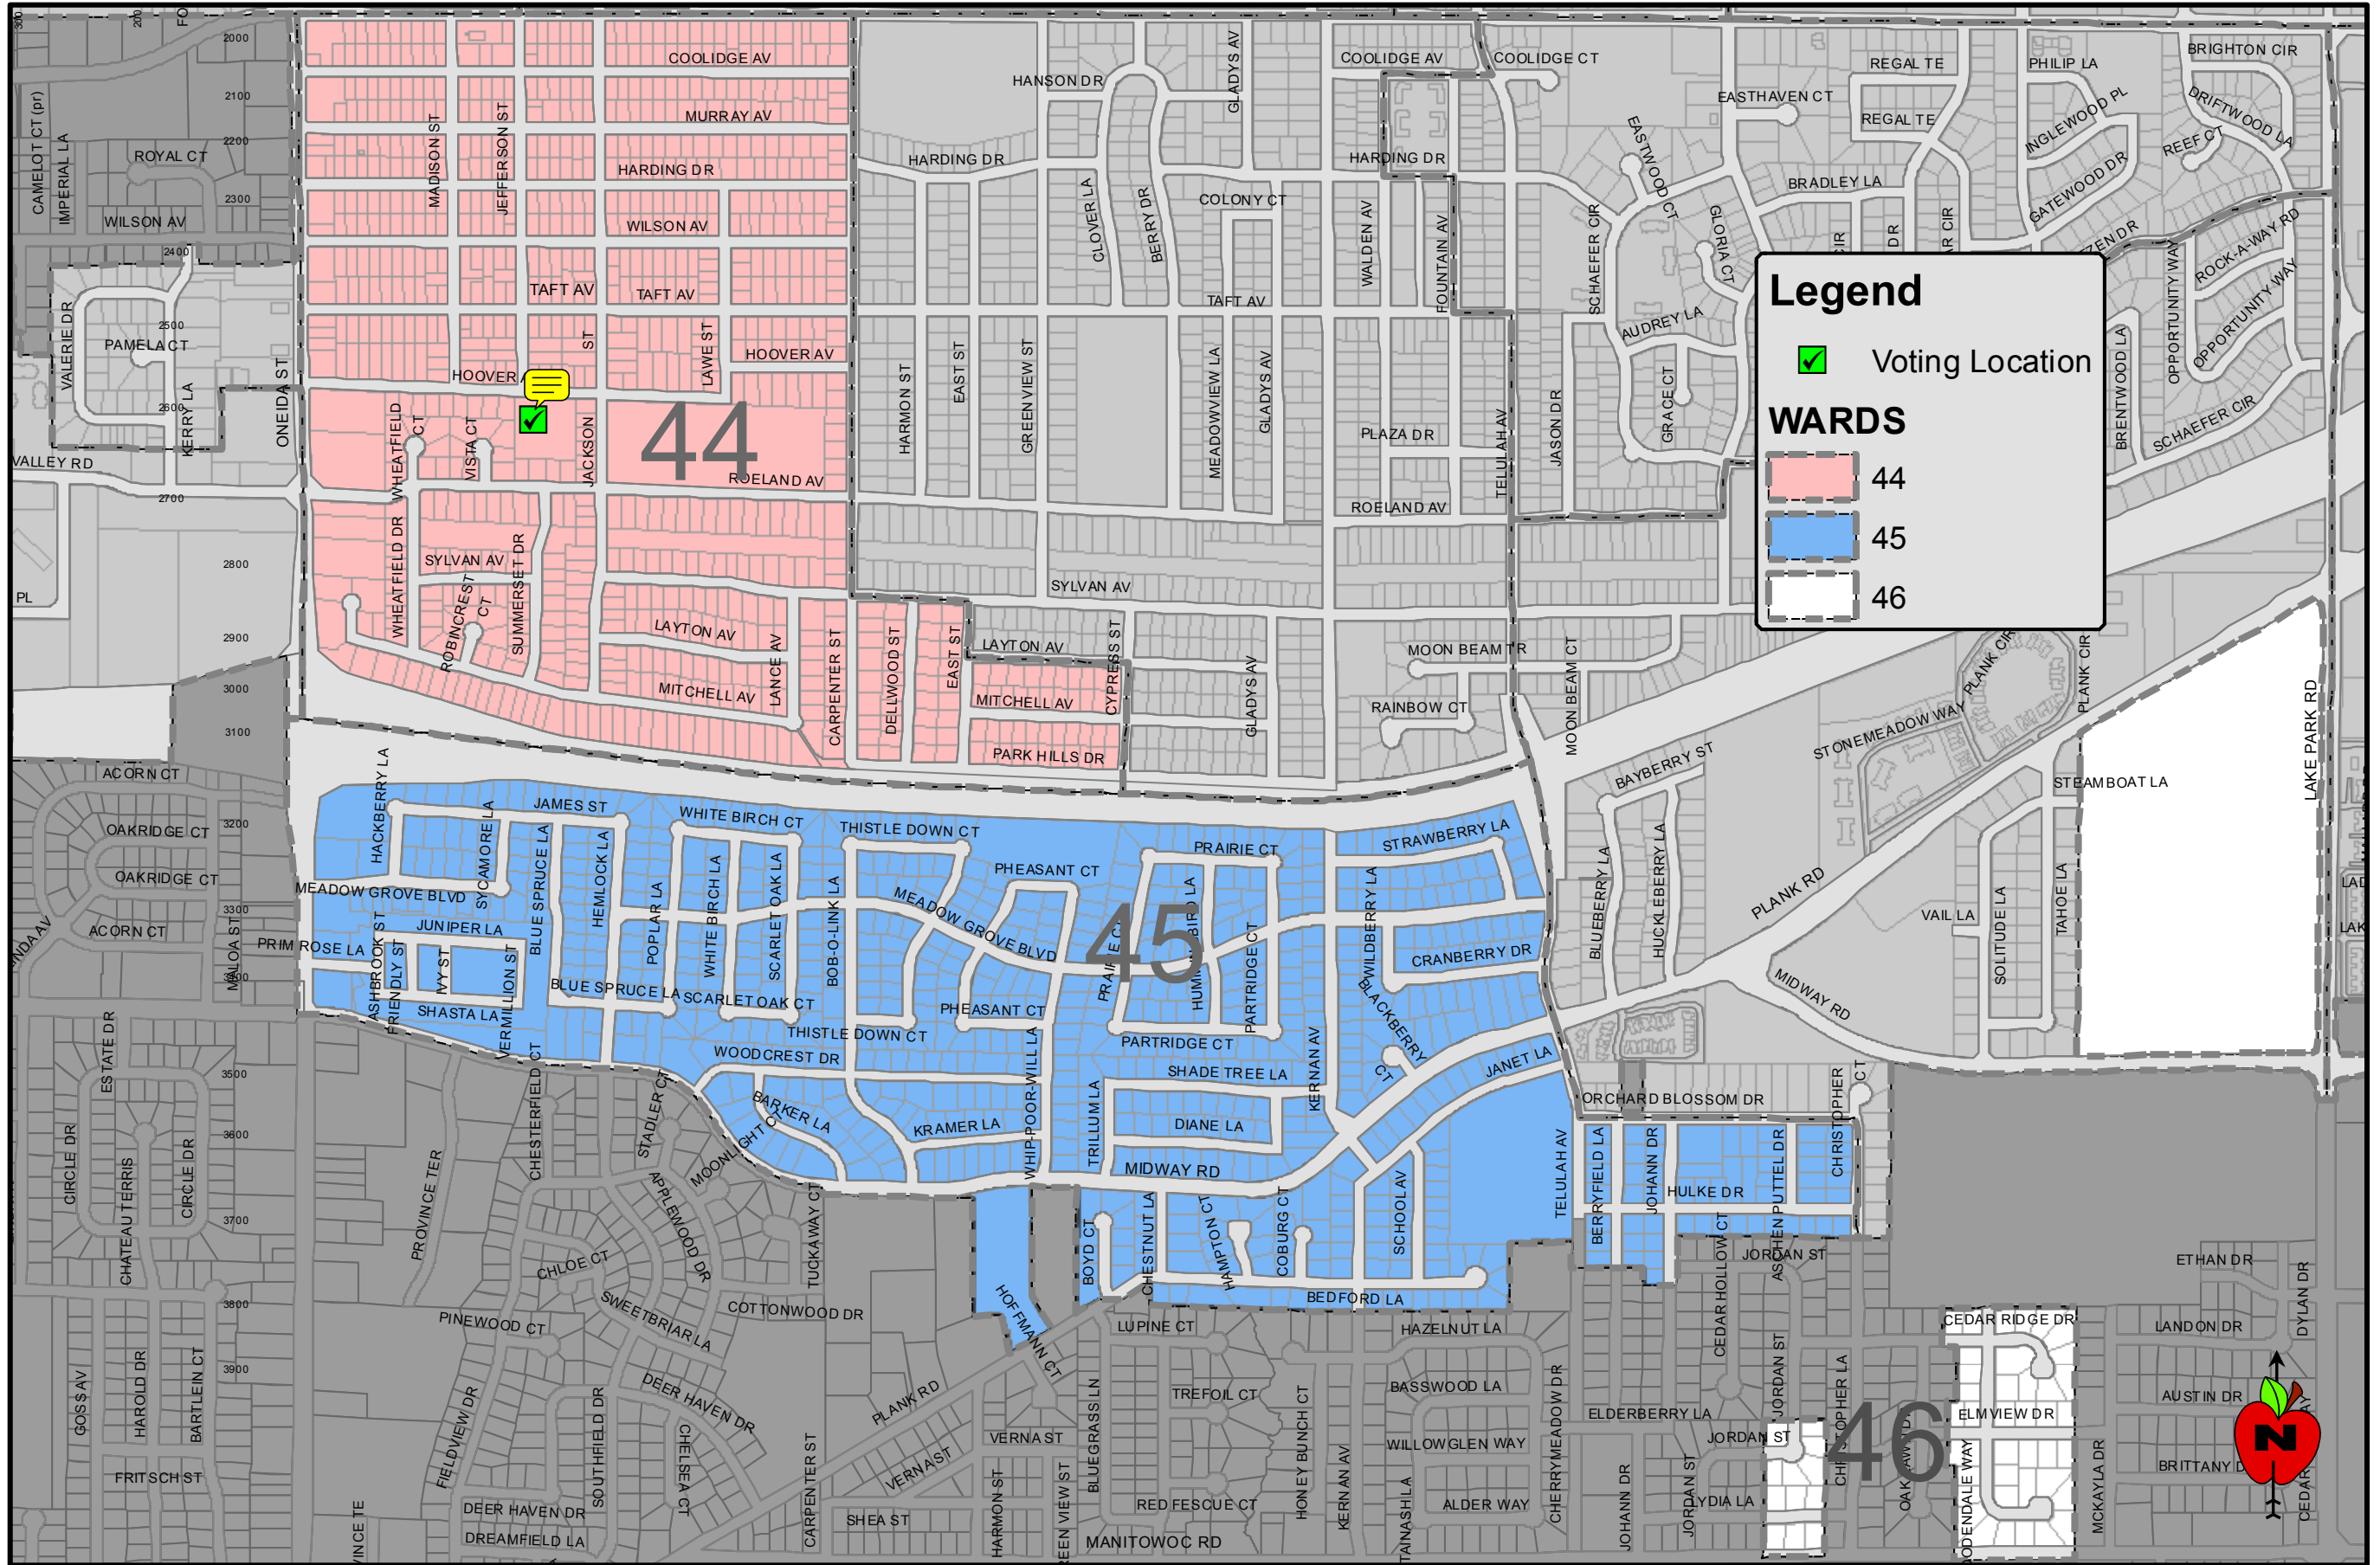 COOLIDGE AV
COOLIDGE AV
COOLIDGE CT
BRIGHTON CIR
2000
HANSON DR
GLADYS AV
REGAL TE
PHILIP LA
2100
MURRAY AV
EASTHAVEN CT
DRIFTWOOD LA
INGLEWOOD PL
REGAL TE
REEF CT
CAMELOT CT (pr)
IMPERIAL LA
ROYAL CT
2200
MADISON ST
JEFFERSON ST
HARDING DR
HARDING DR
HARDING DR
EASTWOOD CT
BRADLEY LA
GATEWOOD DR
WILSON AV
2300
WILSON AV
CLOVER LA
BERRY DR
COLONY CT
WALDEN AV
FOUNTAIN AV
SCHAEFER CIR
GLORIA CT
ROCK-A-WAY RD
2400
TAFT AV
TAFT AV
TAFT AV
OPPORTUNITY WAY
OPPORTUNITY WAY
Legend
Voting Location
WARDS
44
45
46
VALERIE DR
PAMELA CT
2500
KERRY LA
2600
ONEIDA ST
HOOVER AV
ST
LAWE ST
HARMON ST
EAST ST
GREENVIEW ST
MEADOWVIEW LA
GLADYS AV
PLAZA DR
TELULAH AV
JASON DR
AUDREY LA
GRACE CT
BRENTWOOD LA
SCHAEFER CIR
WHEATFIELD
CT
VISTA CT
JACKSON
44
ROELAND AV
ROELAND AV
VALLEY RD
2700
WHEATFIELD DR
SYLVAN AV
SYLVAN AV
SUMMERSET DR
ROBINCREST
CT
2800
PL
2900
LAYTON AV
LAYTON AV
LANCE AV
CARPENTER ST
DELLWOOD ST
EAST ST
CYPRESS ST
GLADYS AV
MOON BEAM TR
MOON BEAM CT
RAINBOW CT
PLANK CIR
PLANK CIR
3000
MITCHELL AV
MITCHELL AV
LAKE PARK RD
3100
PARK HILLS DR
BAYBERRY ST
STONEMEADOW WAY
STEAMBOAT LA
ACORN CT
HACKBERRY LA
JAMES ST
WHITE BIRCH CT
THISTLE DOWN CT
STRAWBERRY LA
PRAIRIE CT
3200
OAKRIDGE CT
OAKRIDGE CT
SYCAMORE LA
BLUE SPRUCE LA
HEMLOCK LA
POPLAR LA
WHITE BIRCH LA
SCARLET OAK LA
BOB-O-LINK LA
PHEASANT CT
MEADOW GROVE BLVD
MEADOW GROVE BLVD
WILDBERRY LA
BLUEBERRY LA
HUCKLEBERRY LA
PLANK RD
VAIL LA
SOLITUDE LA
TAHOE LA
3300
ACORN CT
MALOA ST
JUNIPER LA
PRIMROSE LA
ASHBROOK ST
FRIENDLY ST
IVY ST
VERMILLION ST
SHASTA LA
BLUE SPRUCE LA
SCARLET OAK CT
THISTLE DOWN CT
PHEASANT CT
45
PARTRIDGE CT
PARTRIDGE CT
CRANBERRY DR
BLACKBERRY
CT
MIDWAY RD
3400
WOODCREST DR
SHADE TREE LA
JANET LA
KERNAN AV
WHIP-POOR-WILL LA
TRILLUM LA
ORCHARD BLOSSOM DR
CHRISTOPHER
CT
ESTATE DR
3500
CHESTERFIELD CT
STADLER CT
MOONLIGHT CT
BARKER LA
KRAMER LA
DIANE LA
MIDWAY RD
TELULAH AV
BERRYFIELD LA
JOHANN DR
HULKE DR
ASCHENPUTTEL DR
3600
CIRCLE DR
CHATEAU TERRIS
CIRCLE DR
PROVINCE TER
APPLEWOOD DR
TUCKAWAY CT
BOYD CT
CHESTNUT LA
HAMPTON CT
COBURG CT
SCHOOL AV
3700
CHLOE CT
SWEETBRIAR LA
COTTONWOOD DR
HOFFMANN CT
BEDFORD LA
CEDAR HOLLOW CT
JORDAN ST
ETHAN DR
DYLAN DR
3800
PINEWOOD CT
LUPINE CT
HAZELNUT LA
CEDAR RIDGE DR
LANDON DR
3900
GOSS AV
HAROLD DR
BARTLEIN CT
FIELDVIEW DR
DEER HAVEN DR
PLANK RD
BLUEGRASS LN
TREFOIL CT
HONEY BUNCH CT
BASSWOOD LA
CHERRYMEADOW DR
ELDERBERRY LA
JORDAN ST
JORDAN ST
CHRISTOPHER LA
46
ELMVIEW DR
AUSTIN DR
N
FRITSCH ST
SOUTHFIELD DR
CHELSEA CT
CARPENTER ST
VERNA ST
VERNA ST
HARMON ST
KERNAN AV
WILLOW GLEN WAY
JOHANN DR
JORDAN ST
MCKAYLA DR
DEER HAVEN DR
DREAMFIELD LA
SHEA ST
RED FESCUE CT
MANITOWOC RD
ALDER WAY
LYDIA LA